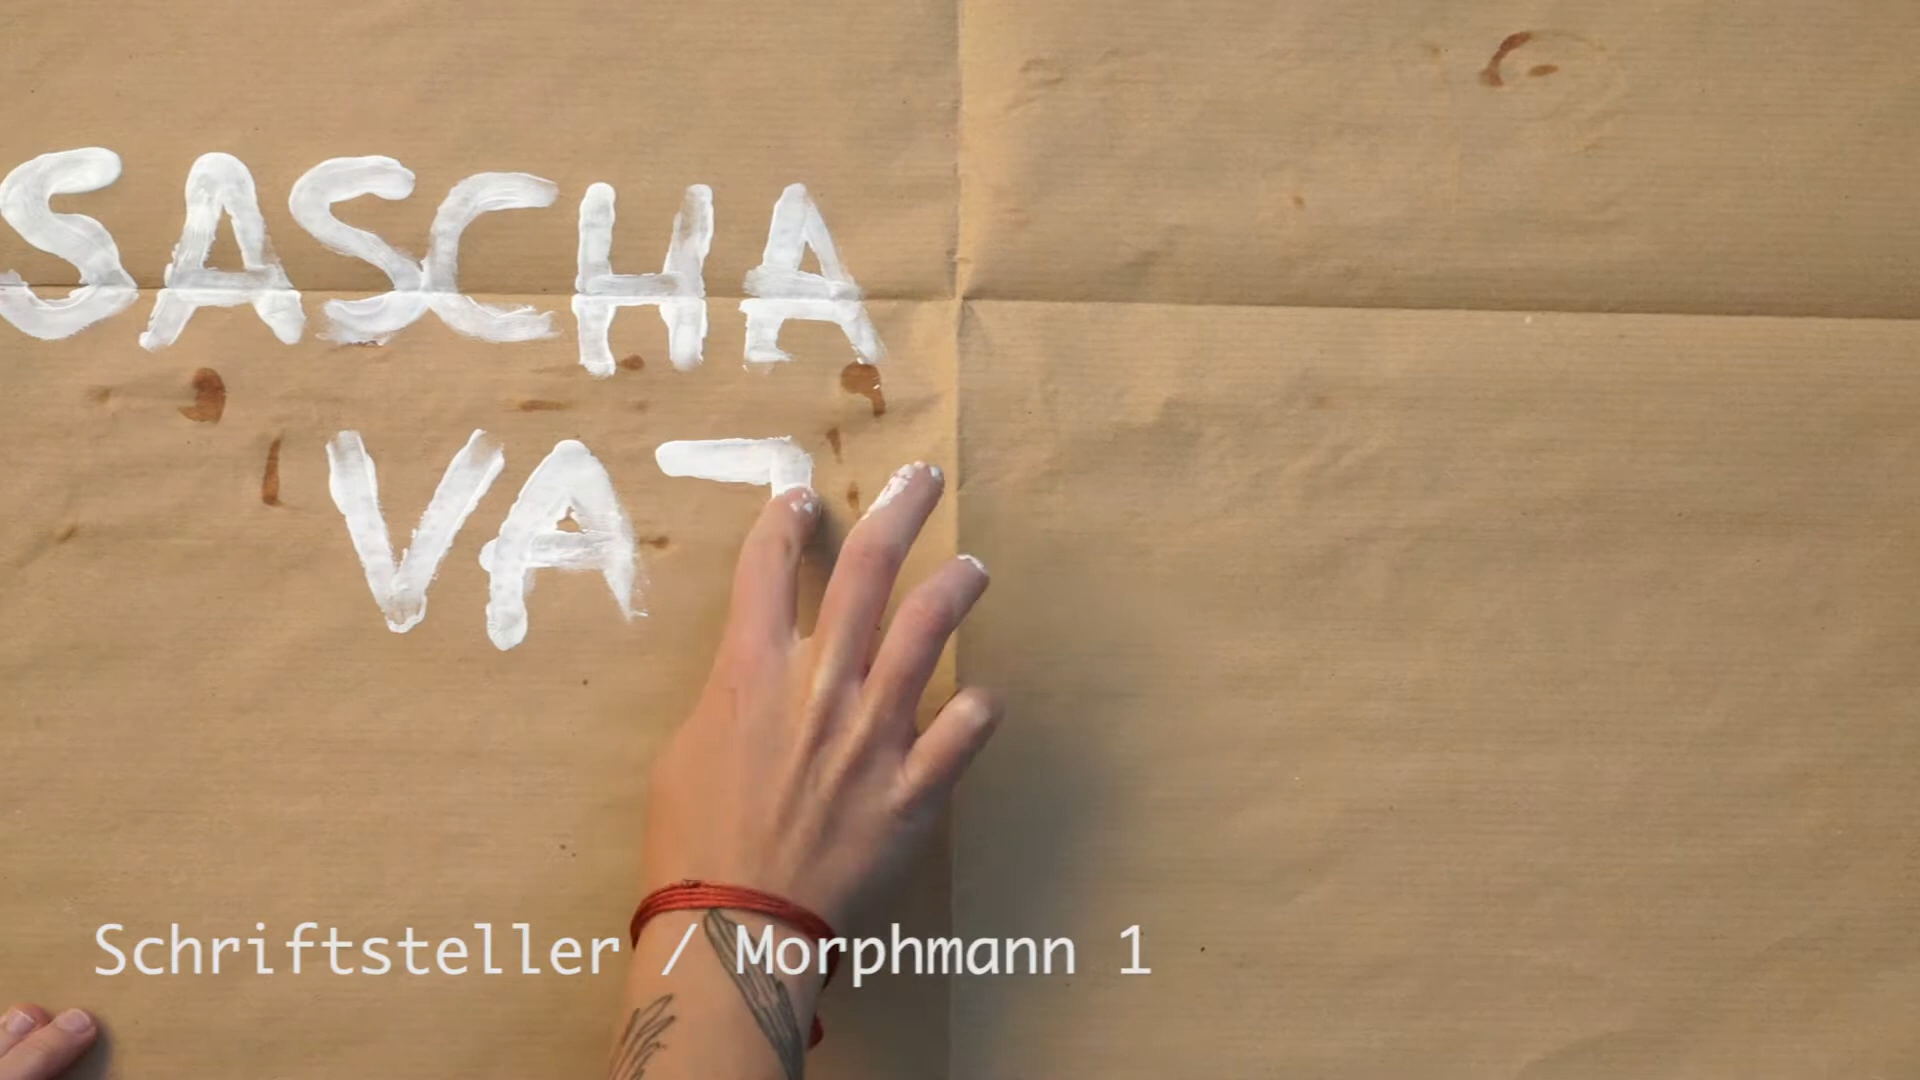 SASCHA
VA
Schriftsteller / Morphmann 1